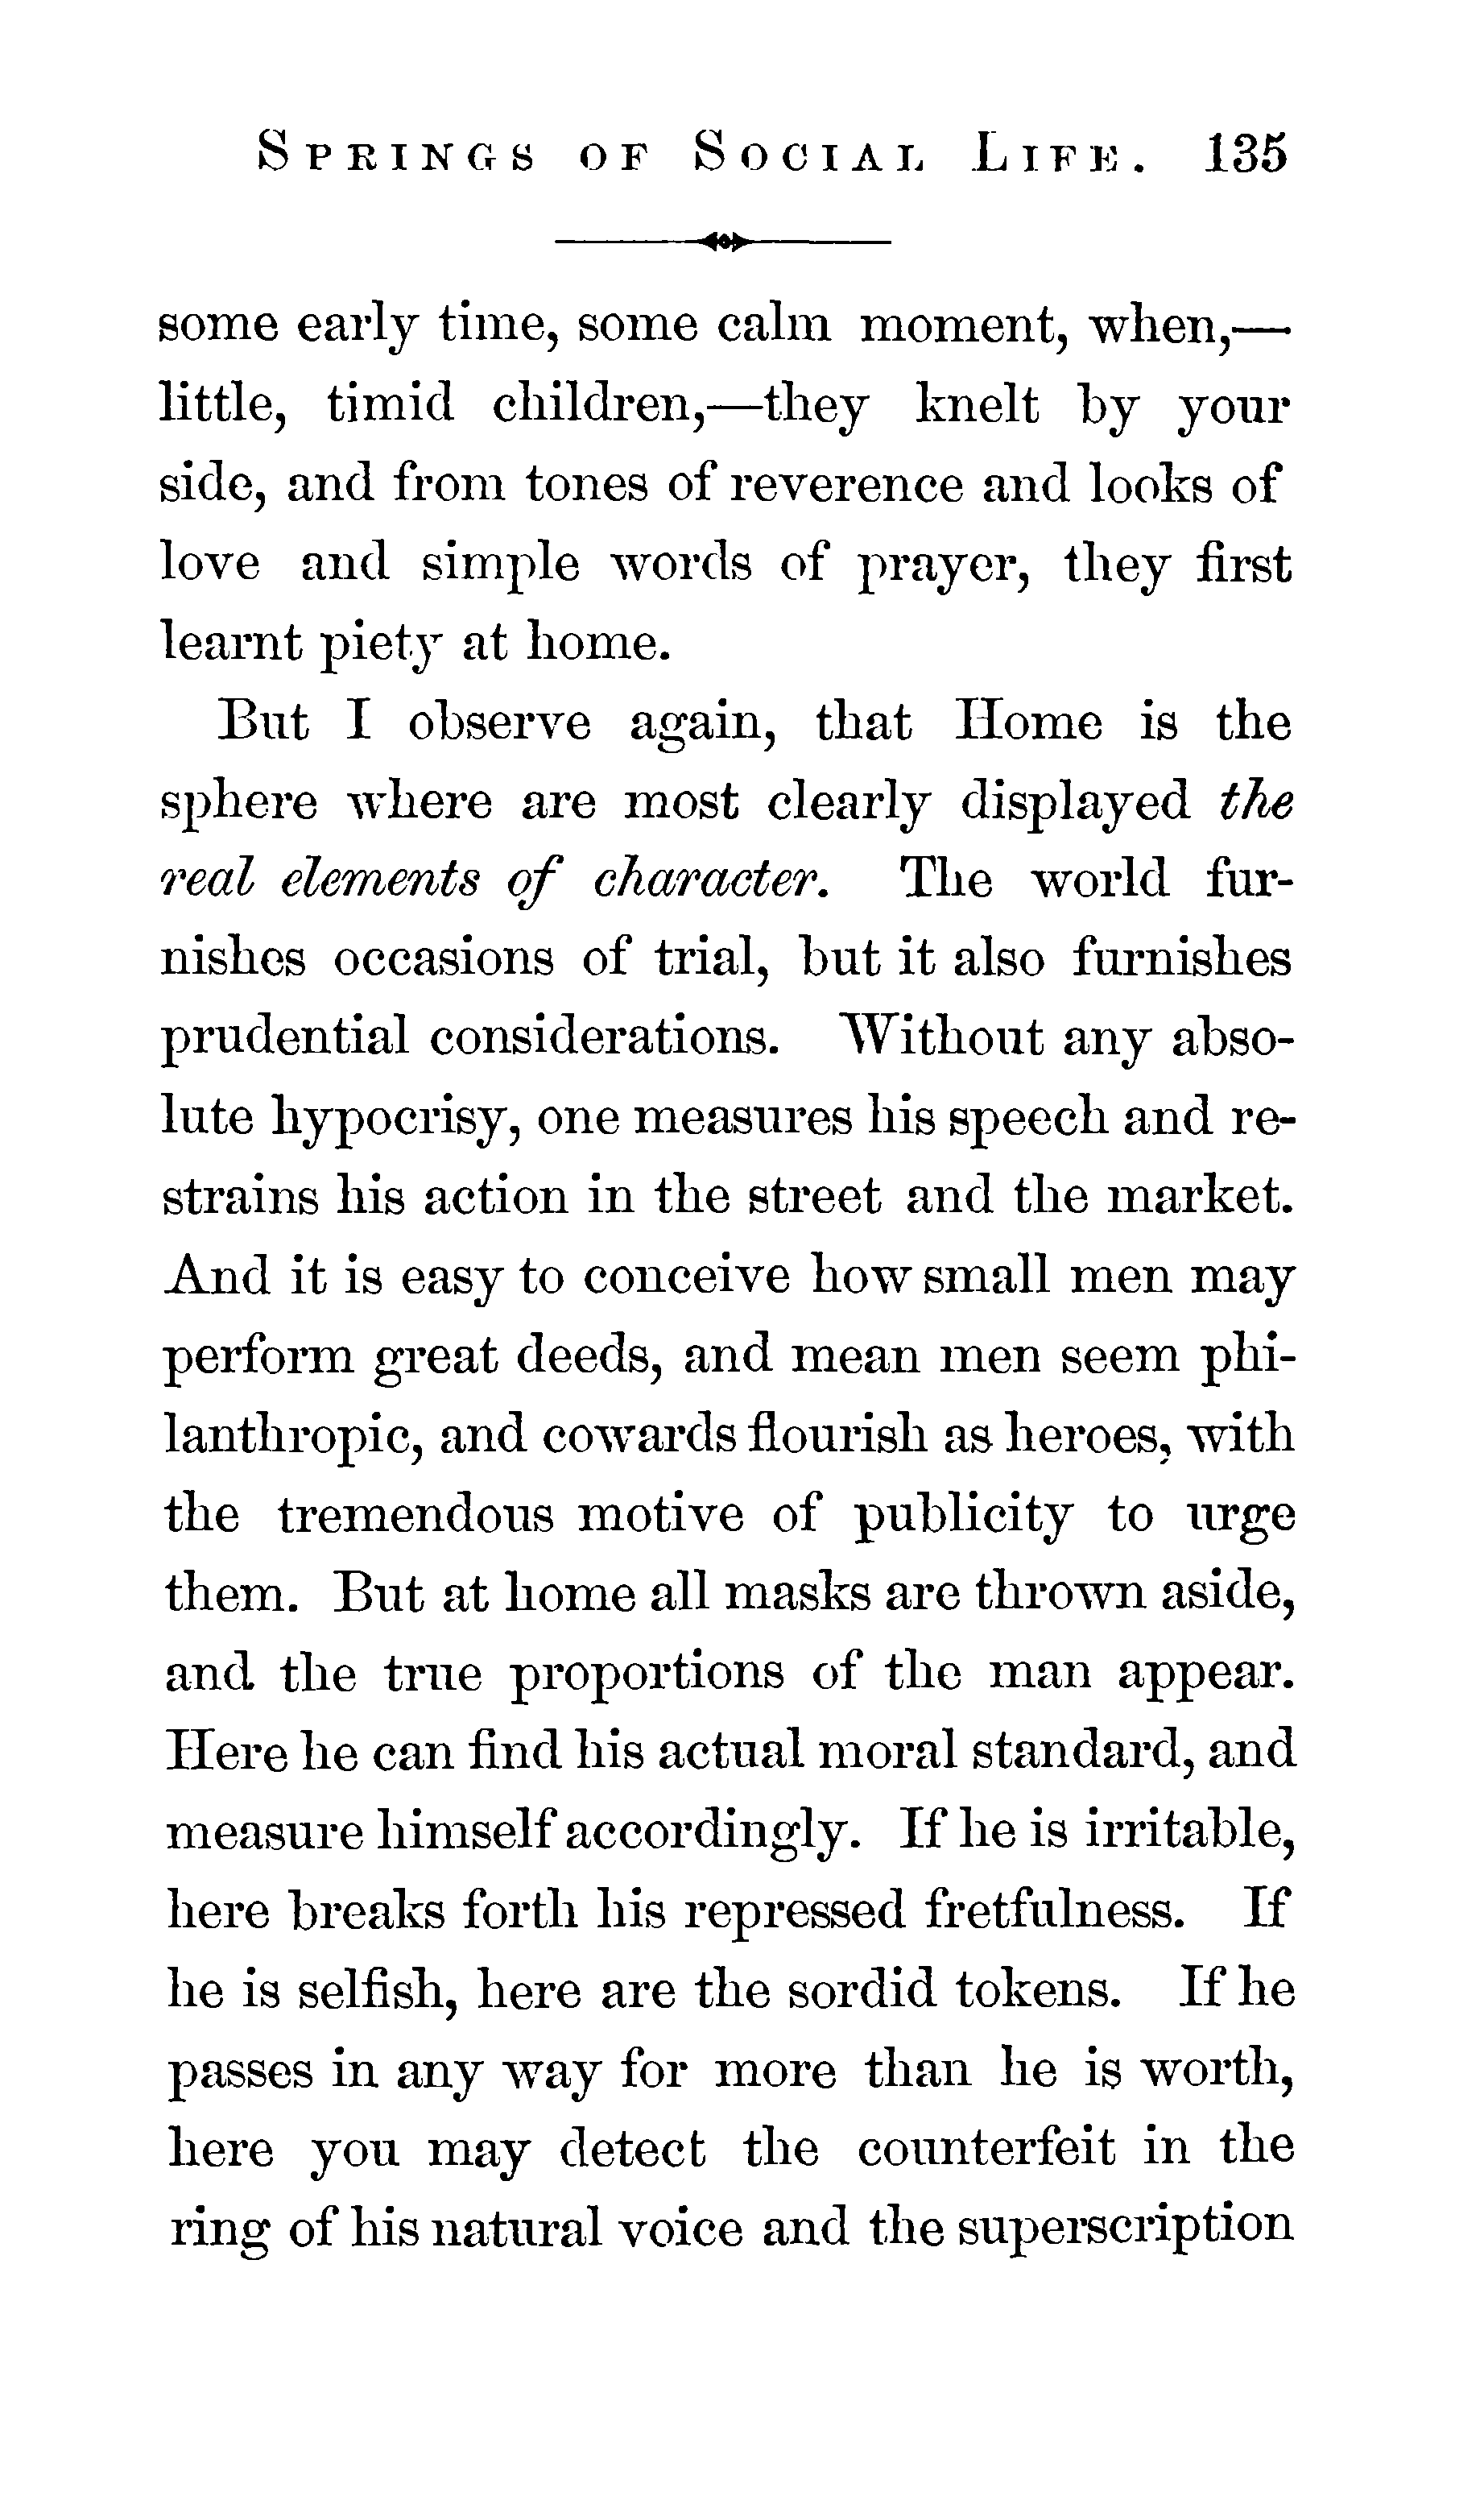 SPRINGS OF SOCIAL LIFE. 135
some early time, some calm moment, when,—
little, timid children,—they knelt by your
side, and from tones of reverence and looks of
love and simple words of prayer, they first
learnt piety at home.
But I observe again, that Home is the
sphere where are most clearly displayed the
real elements of character. The world fur-
nishes occasions of trial, but it also furnishes
prudential considerations. Without any abso-
lute hypocrisy, one measures his speech and re-
strains his action in the street and the market.
And it is easy to conceive how small men may
perform great deeds, and mean men seem phi-
lanthropic, and cowards flourish as heroes, with
the tremendous motive of publicity to urge
them. But at home all masks are thrown aside,
and the true proportions of the man appear.
Here he can find his actual moral standard, and
measure himself accordingly. If he is irritable,
here breaks forth his repressed fretfulness. If
he is selfish, here are the sordid tokens. If he
passes in any way for more than he is worth,
here you may detect the counterfeit in the
ring of his natural voice and the superscription